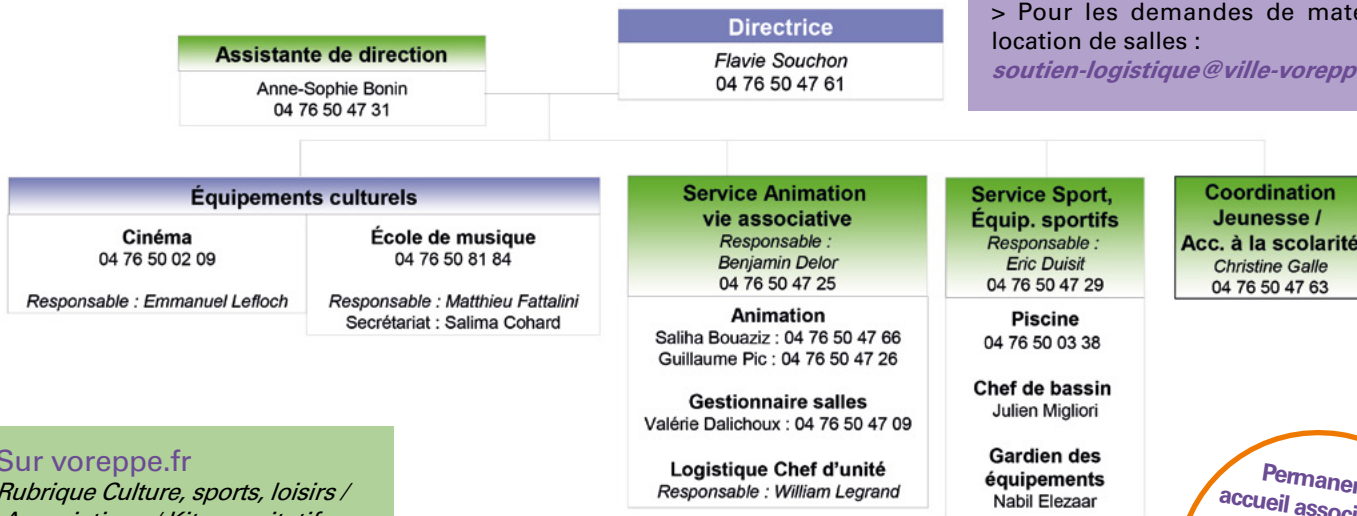 > Pour les demandes de
location de salles :
Directrice
Flavie Souchon
04 76 50 47 61
Assistante de direction
Anne-Sophie Bonin
04 76 50 47 31
Équipements culturels
Cinéma
04 76 50 02 09
Responsable : Emmanuel Lefloch
École de musique
04 76 50 81 84
Responsable : Matthieu Fattalini
Secrétariat : Salima Cohard
Service Animation
vie associative
Responsable :
Benjamin Delor
04 76 50 47 25
Animation
Saliha Bouaziz : 04 76 50 47 66
Guillaume Pic : 04 76 50 47 26
Gestionnaire salles
Valérie Dalichoux : 04 76 50 47 09
Logistique Chef d'unité
Responsable : William Legrand
Service Sport,
Équip. sportifs
Responsable :
Eric Duisit
04 76 50 47 29
Piscine
04 76 50 03 38
Chef de bassin
Julien Migliori
Gardien des
équipements
Nabil Elezaar
Coordination
Jeunesse /
Acc. à la scolarité
Christine Galle
04 76 50 47 63
Sur voreppe.fr
Rubrique Culture, sports, loisirs /
accueil